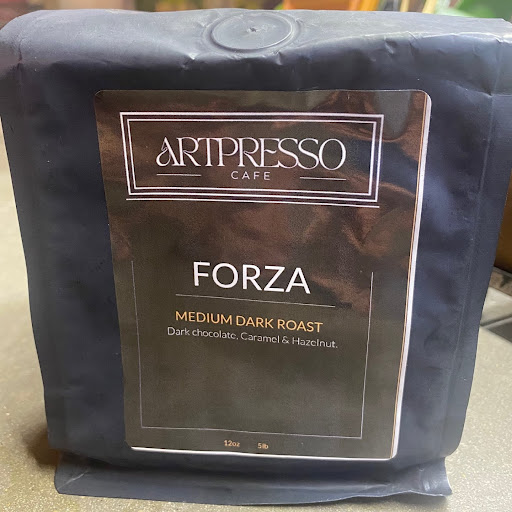 ARTPRESSO
CAFE
FORZA
MEDIUM DARK ROAST
Dark chocolate, Caramel & Hazelnut.
12oz 5lb